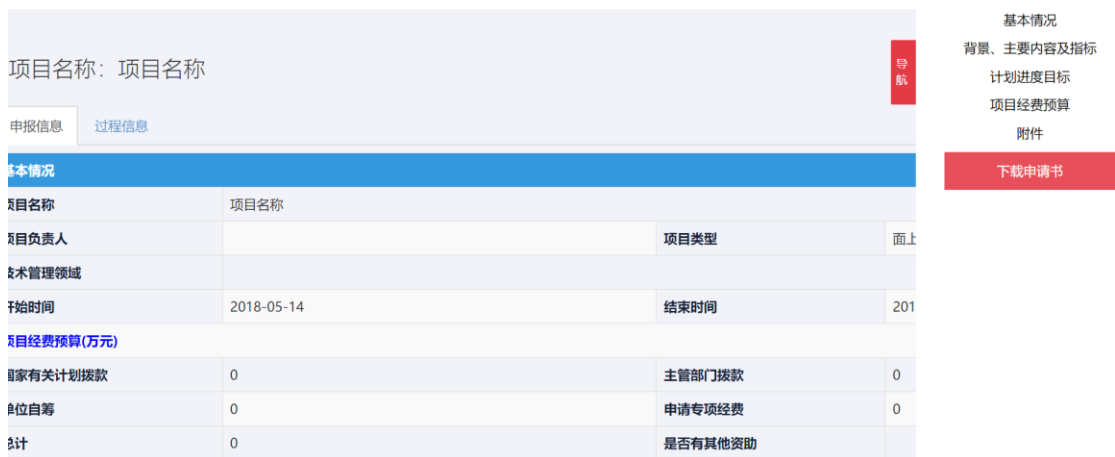 基本情况
背景、主要内容及指标
项目名称：项目名称
导航
计划进度目标
项目经费预算
附件
申报信息 过程信息
下载申请书
基本情况
项目名称 项目名称
项目负责人 项目类型 面上
技术管理领域
开始时间 2018-05-14 结束时间 201
项目经费预算(万元)
国家有关计划拨款 0 主管部门拨款 0
单位自筹 0 申请专项经费 0
总计 0 是否有其他资助